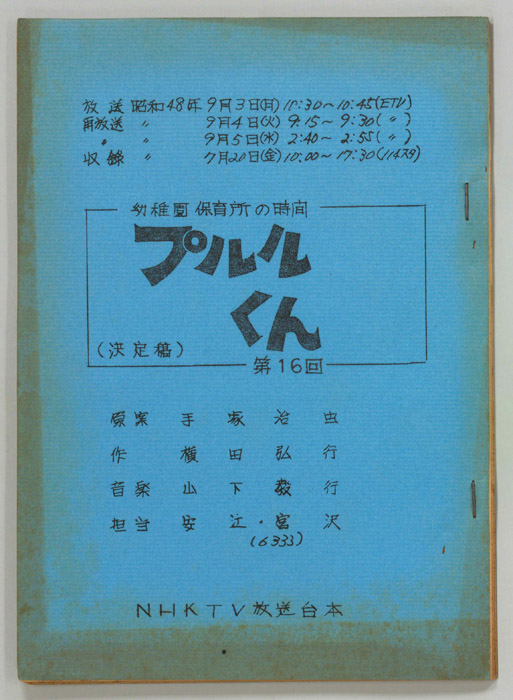 放送 昭和48年 9月3日(月) 10:30~10:45(ETV)
再放送 〃 9月4日(火) 9:15~9:30(〃)
〃 〃 9月5日(水) 2:40~2:55(〃)
収録 〃 7月20日(金) 10:00~17:30(114スタ)
幼稚園 保育所の時間
プルル
くん
(決定稿)
第16回
原案 手塚治虫
作 横田弘行
音楽 山下毅行
担当 安江・宮沢
(6333)
NHKTV放送台本